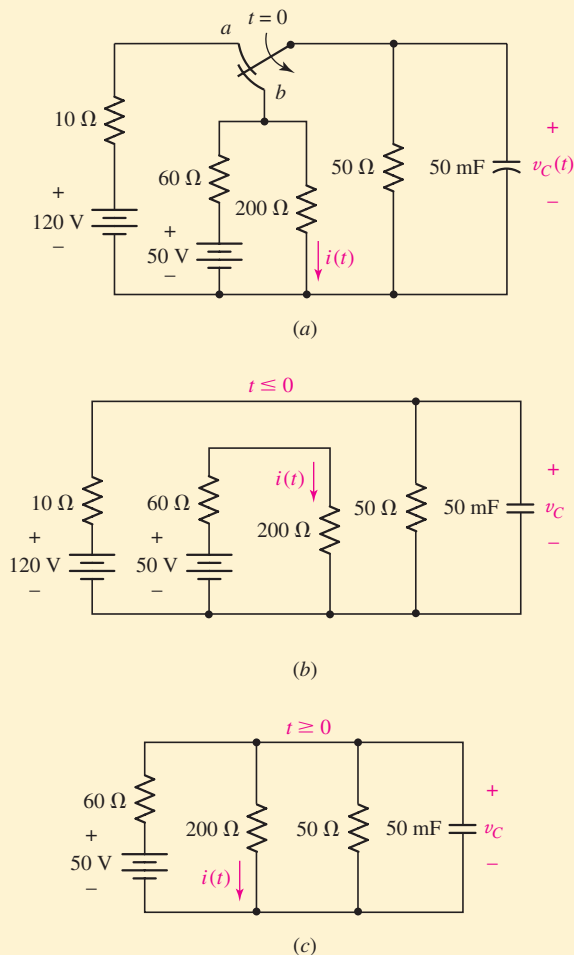 t = 0
a
b
10 Ω
60 Ω
200 Ω
50 Ω
50 mF
+
v_C(t)
–
+
120 V
–
+
50 V
–
i(t)
(a)
t ≤ 0
10 Ω
60 Ω
i(t)
200 Ω
50 Ω
50 mF
+
v_C
–
+
120 V
–
+
50 V
–
(b)
t ≥ 0
60 Ω
200 Ω
50 Ω
50 mF
+
v_C
–
+
50 V
–
i(t)
(c)